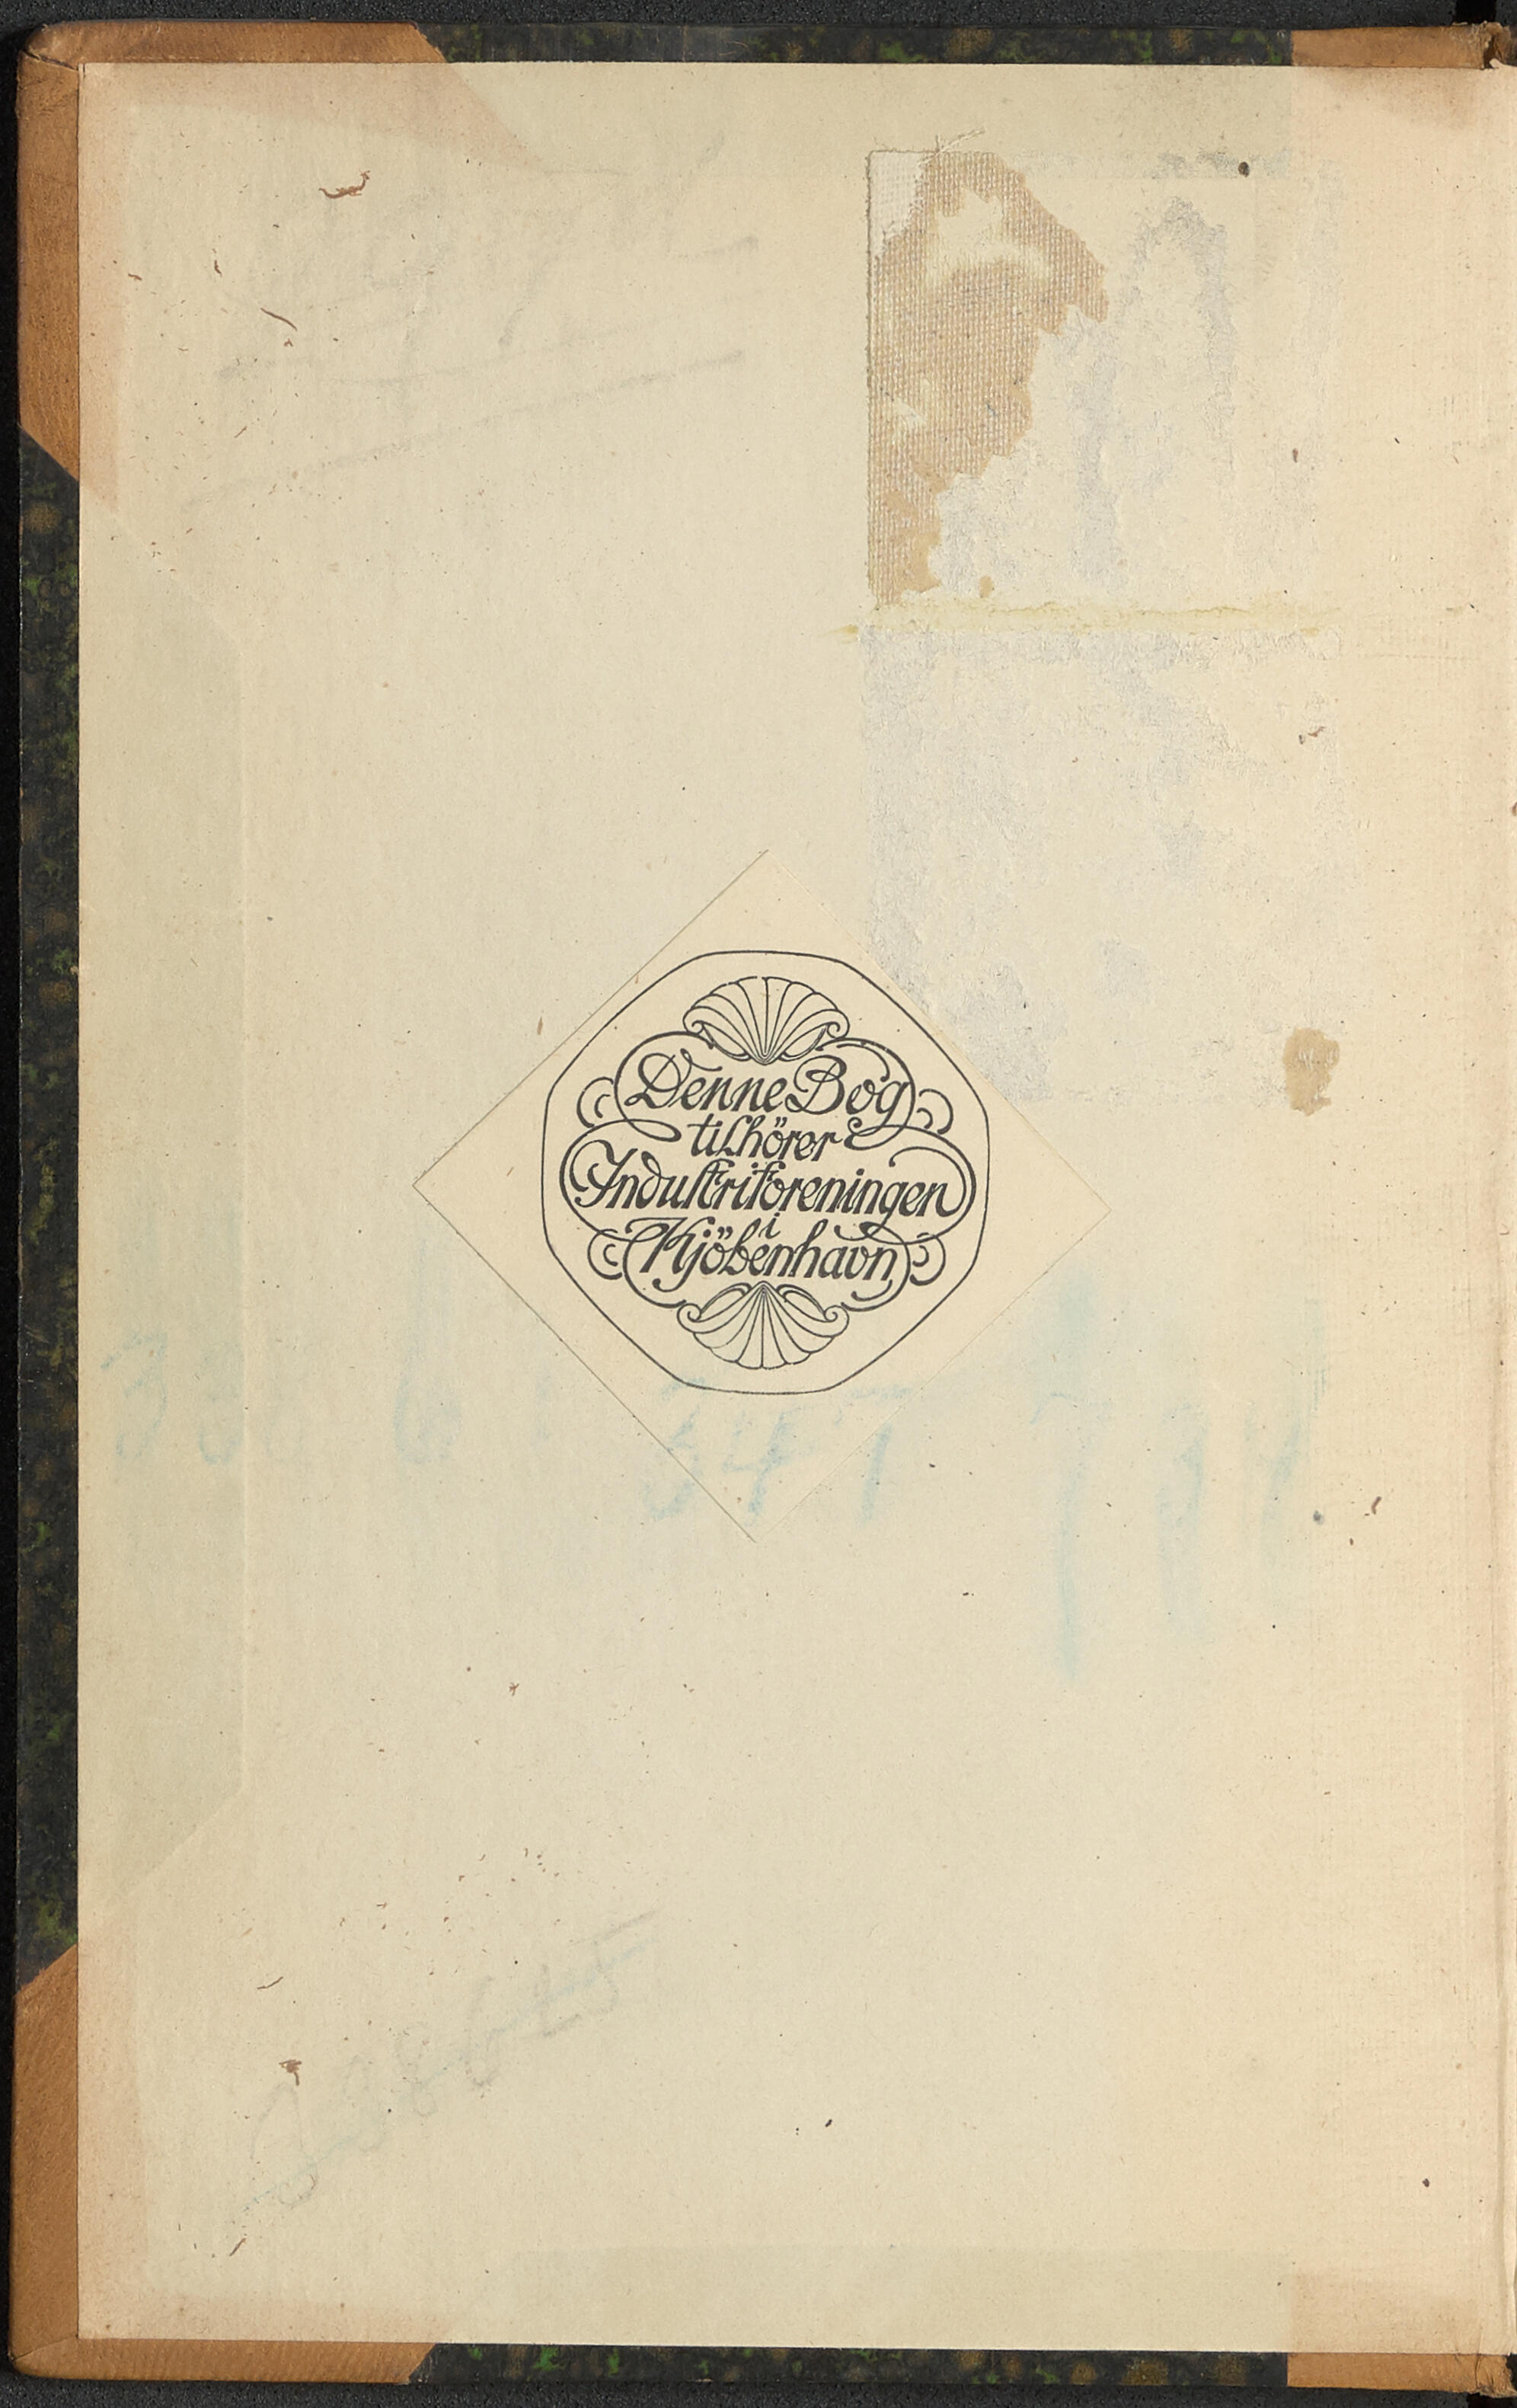 Denne Bog
tilhörer
Industriforeningen
i
Kjöbenhavn